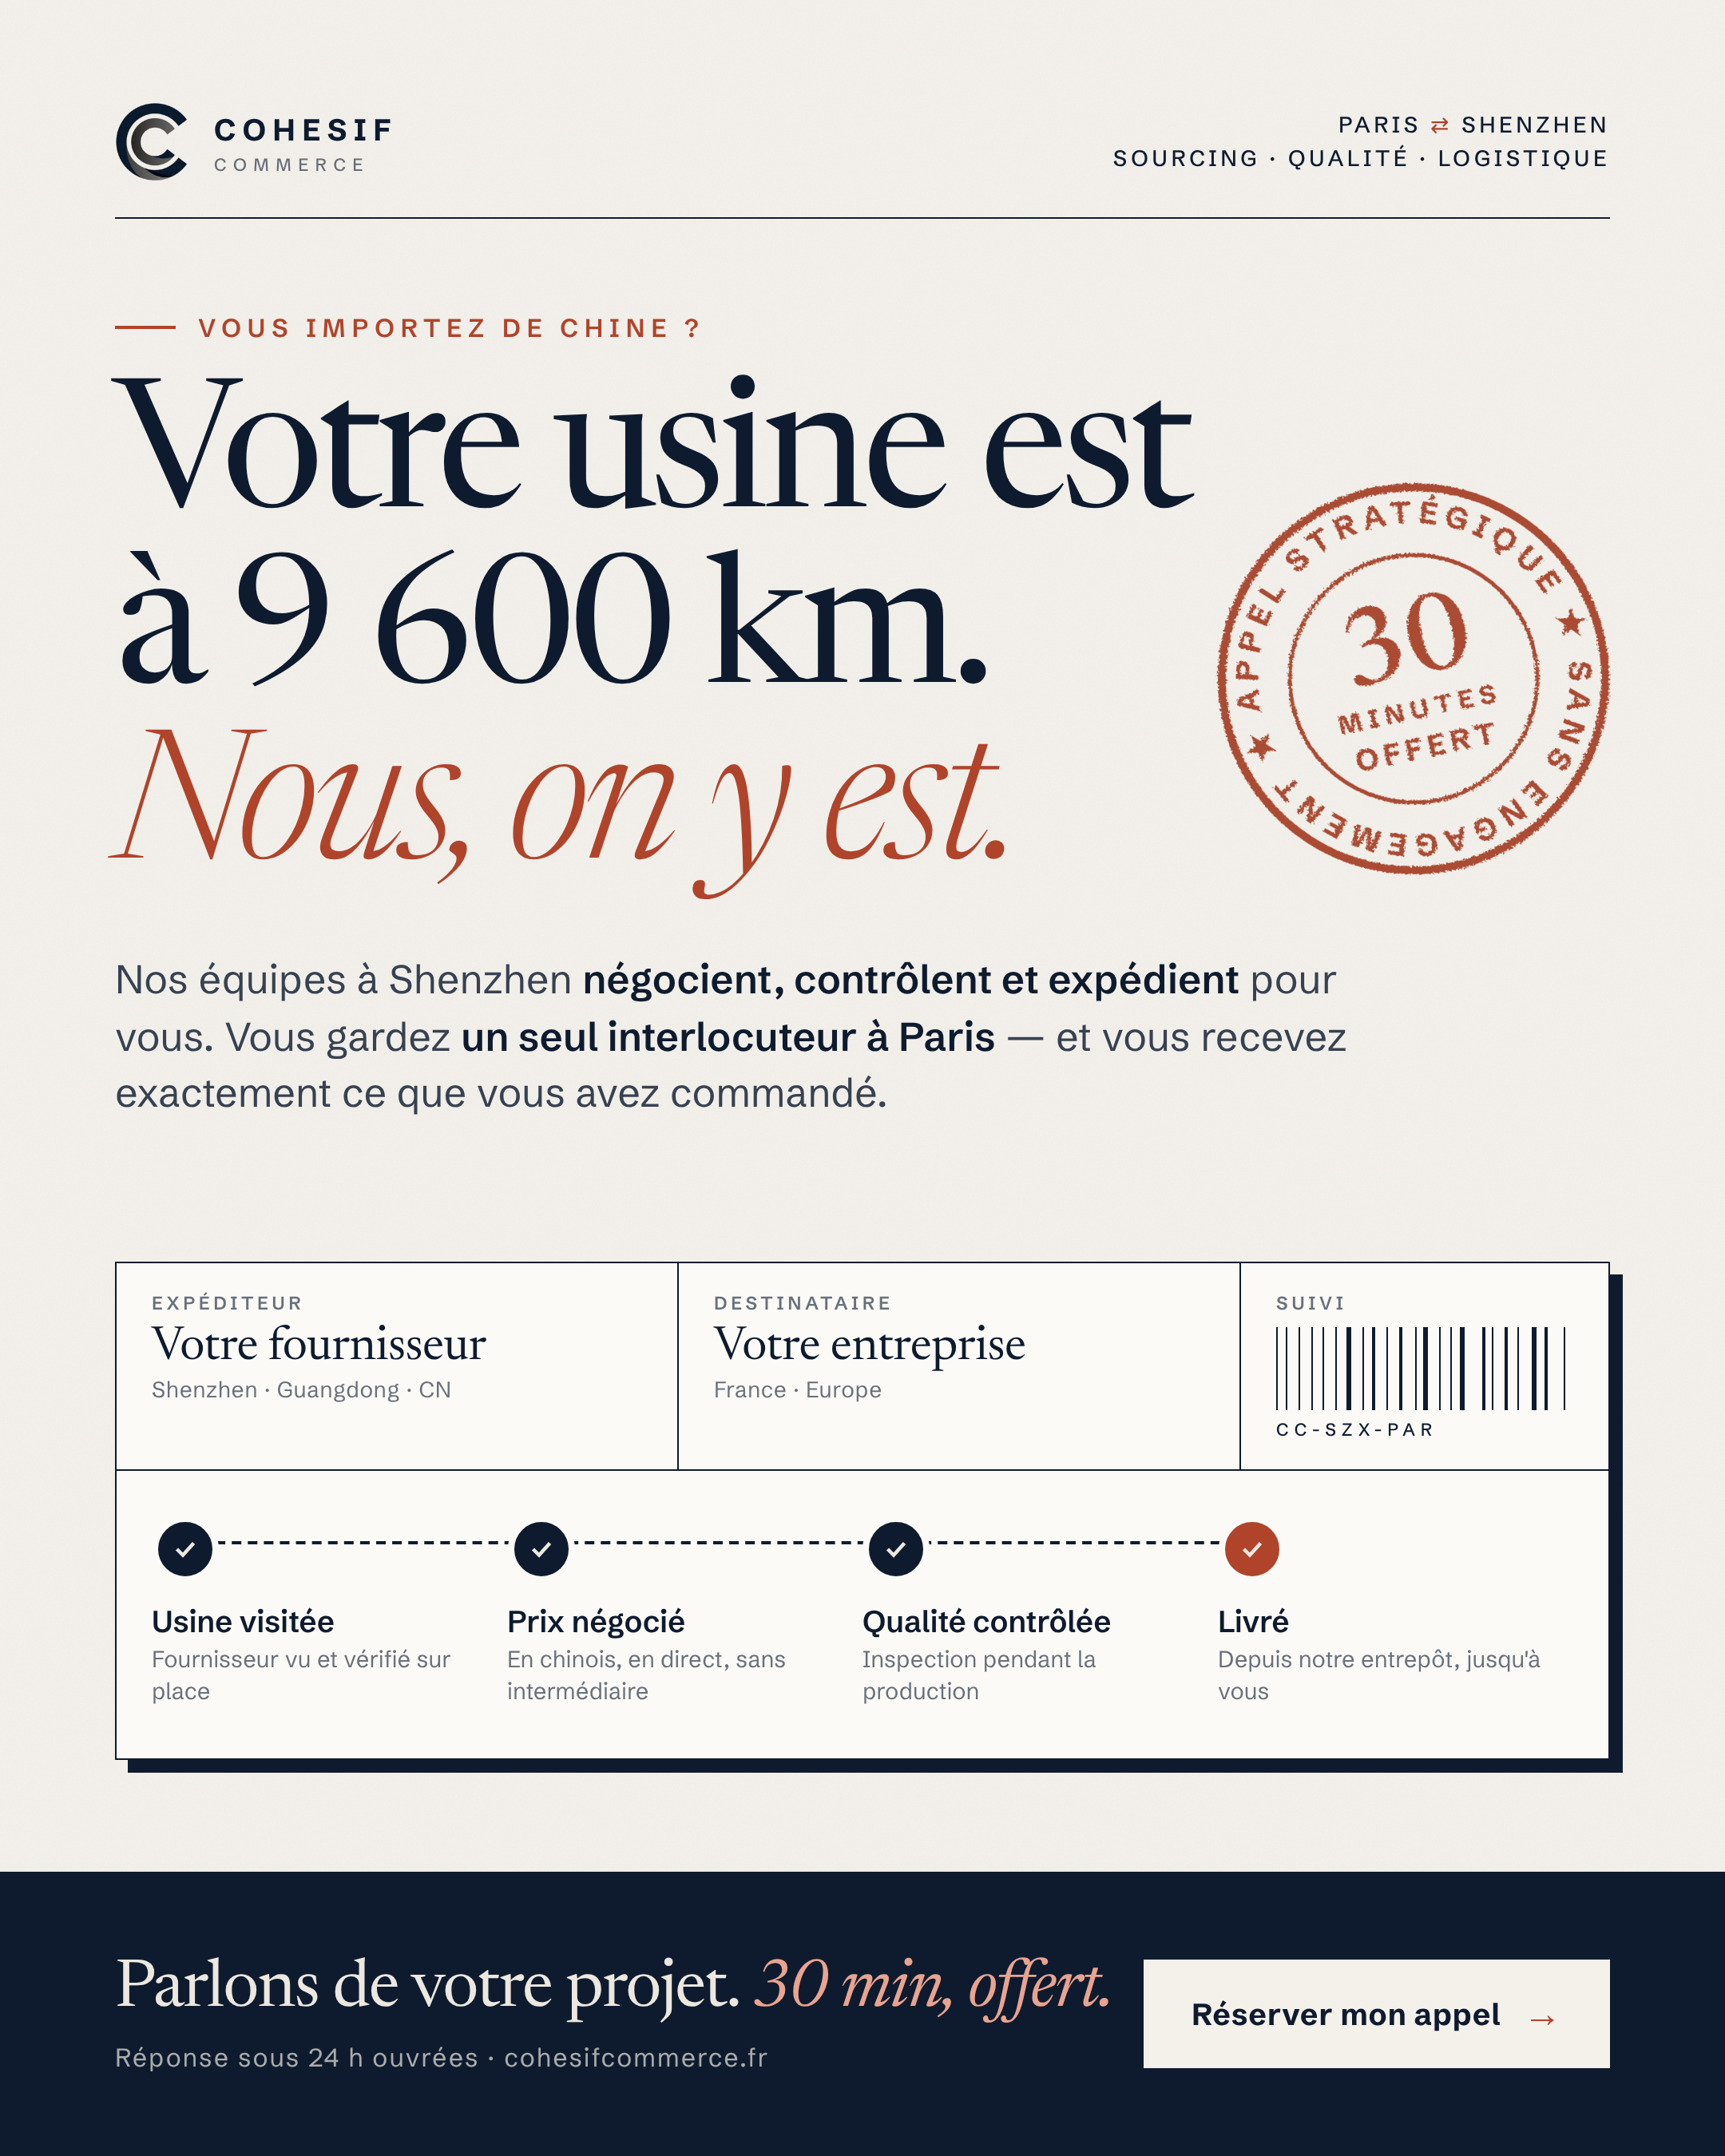 COHESIF
COMMERCE
PARIS ⇄ SHENZHEN
SOURCING · QUALITÉ · LOGISTIQUE
VOUS IMPORTEZ DE CHINE ?
Votre usine est
à 9 600 km.
Nous, on y est.
★ APPEL STRATÉGIQUE ★ SANS ENGAGEMENT
30
MINUTES
OFFERT
Nos équipes à Shenzhen négocient, contrôlent et expédient pour
vous. Vous gardez un seul interlocuteur à Paris — et vous recevez
exactement ce que vous avez commandé.
EXPÉDITEUR
Votre fournisseur
Shenzhen · Guangdong · CN
DESTINATAIRE
Votre entreprise
France · Europe
SUIVI
CC-SZX-PAR
Usine visitée
Fournisseur vu et vérifié sur
place
Prix négocié
En chinois, en direct, sans
intermédiaire
Qualité contrôlée
Inspection pendant la
production
Livré
Depuis notre entrepôt, jusqu'à
vous
Parlons de votre projet. 30 min, offert.
Réponse sous 24 h ouvrées · cohesifcommerce.fr
Réserver mon appel →